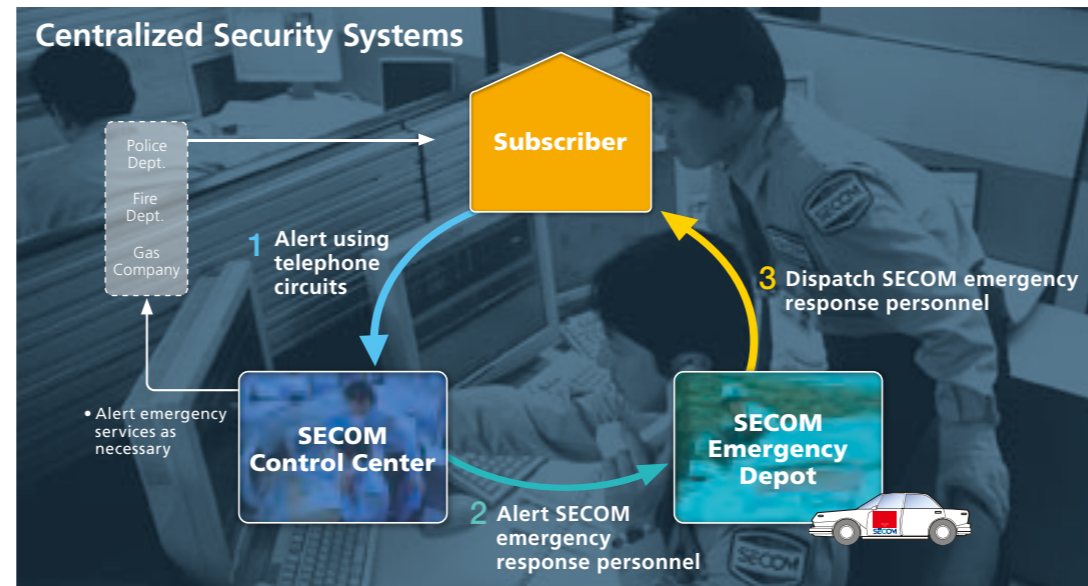 Centralized Security Systems
Subscriber
Police
Dept.
Fire
Dept.
Gas
Company
1 Alert using
telephone
circuits
3 Dispatch SECOM emergency
response personnel
• Alert emergency
services as
necessary
SECOM
Control Center
SECOM
Emergency
Depot
2 Alert SECOM
emergency
response personnel
SECOM
SECOM
SECOM